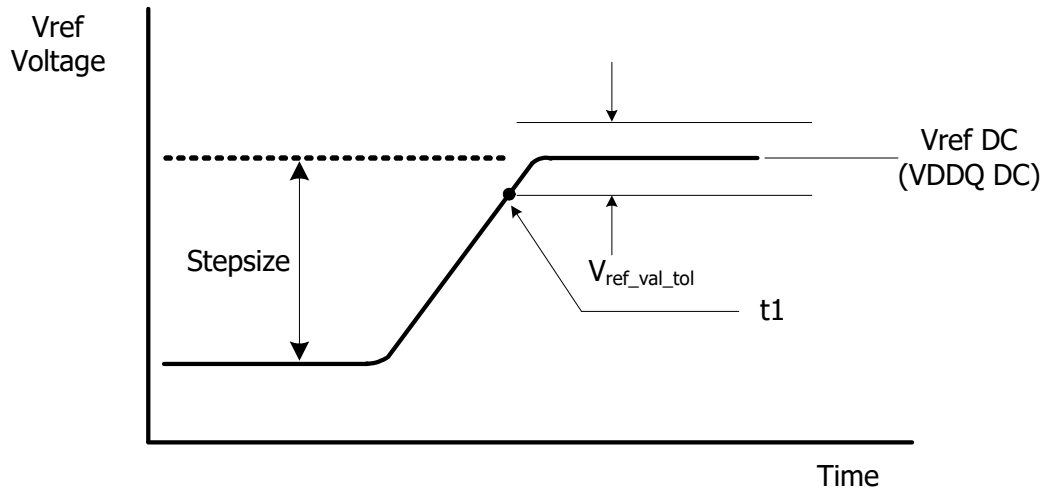 Vref
Voltage
Vref DC
(VDDQ DC)
Stepsize
Vref_val_tol
t1
Time